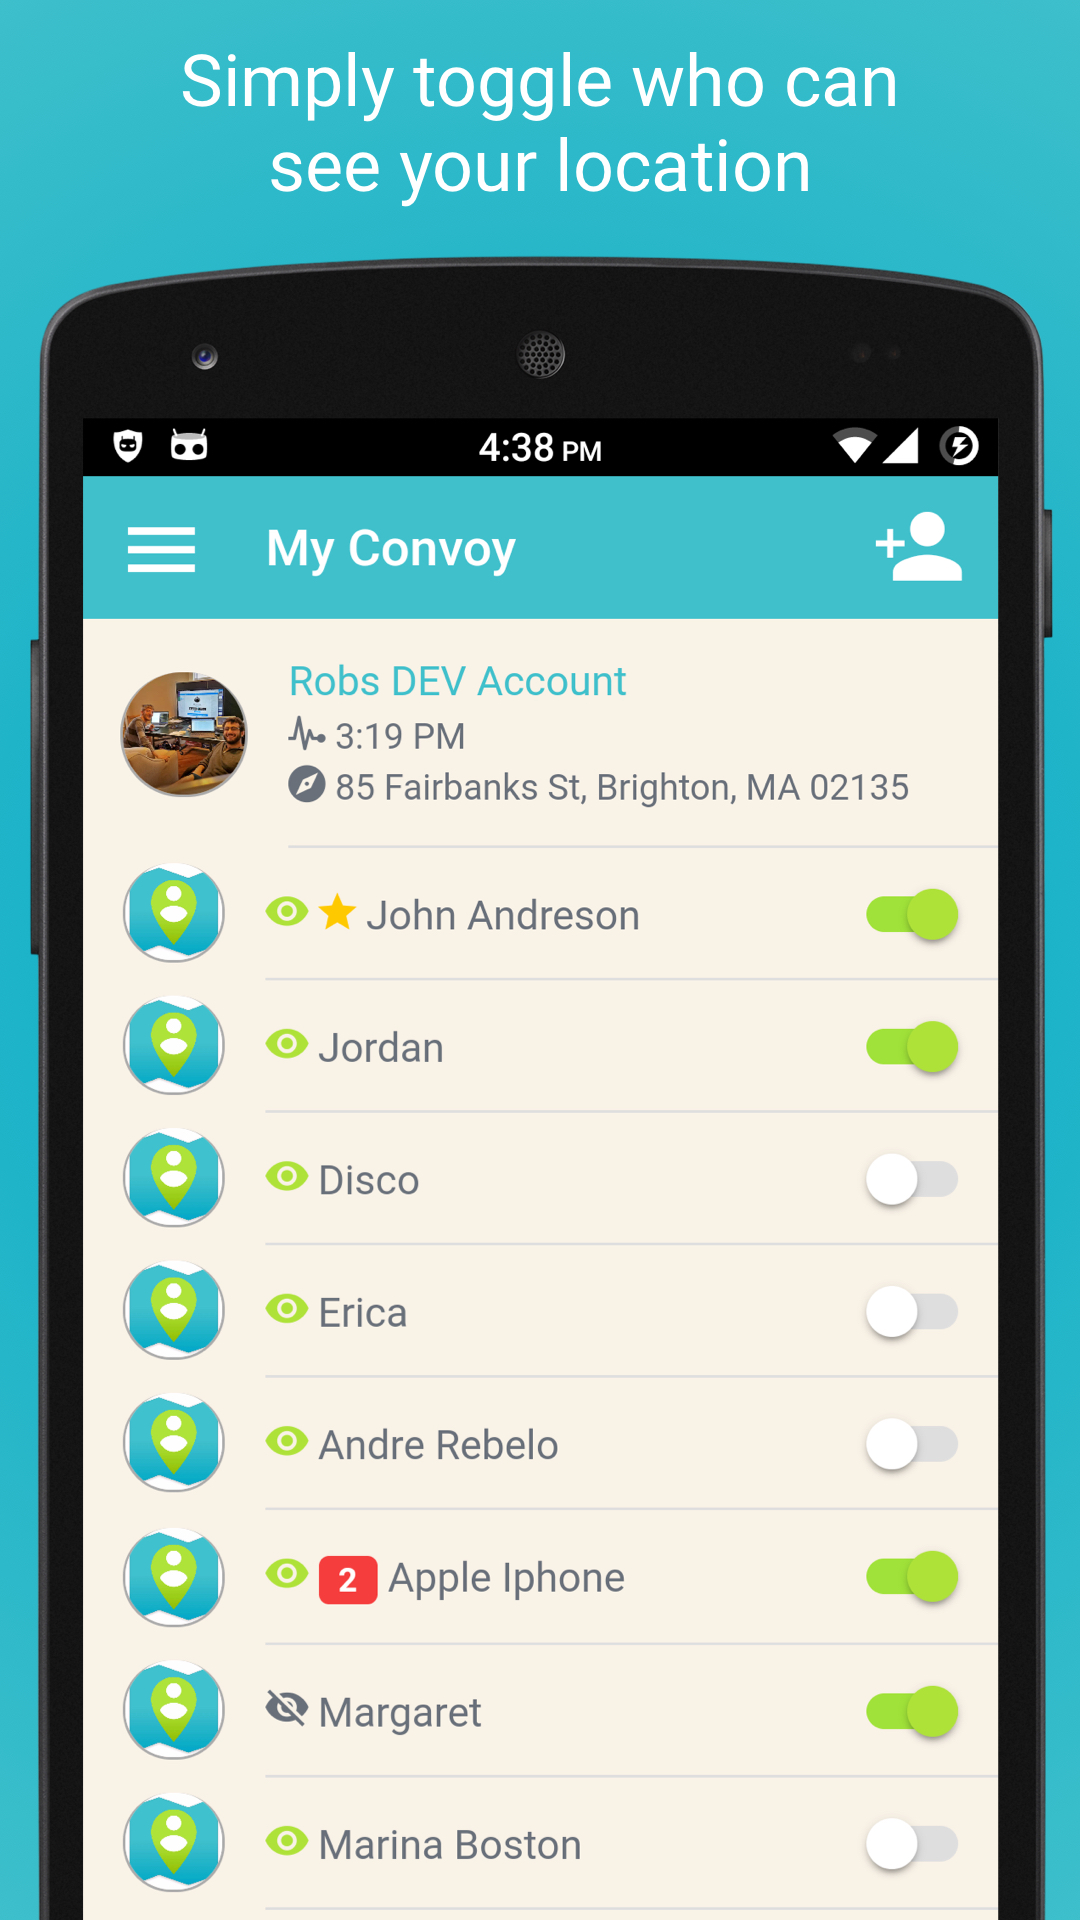 Simply toggle who can
see your location
4:38 PM
My Convoy
Robs DEV Account
3:19 PM
85 Fairbanks St, Brighton, MA 02135
John Andreson
Jordan
Disco
Erica
Andre Rebelo
2 Apple Iphone
Margaret
Marina Boston